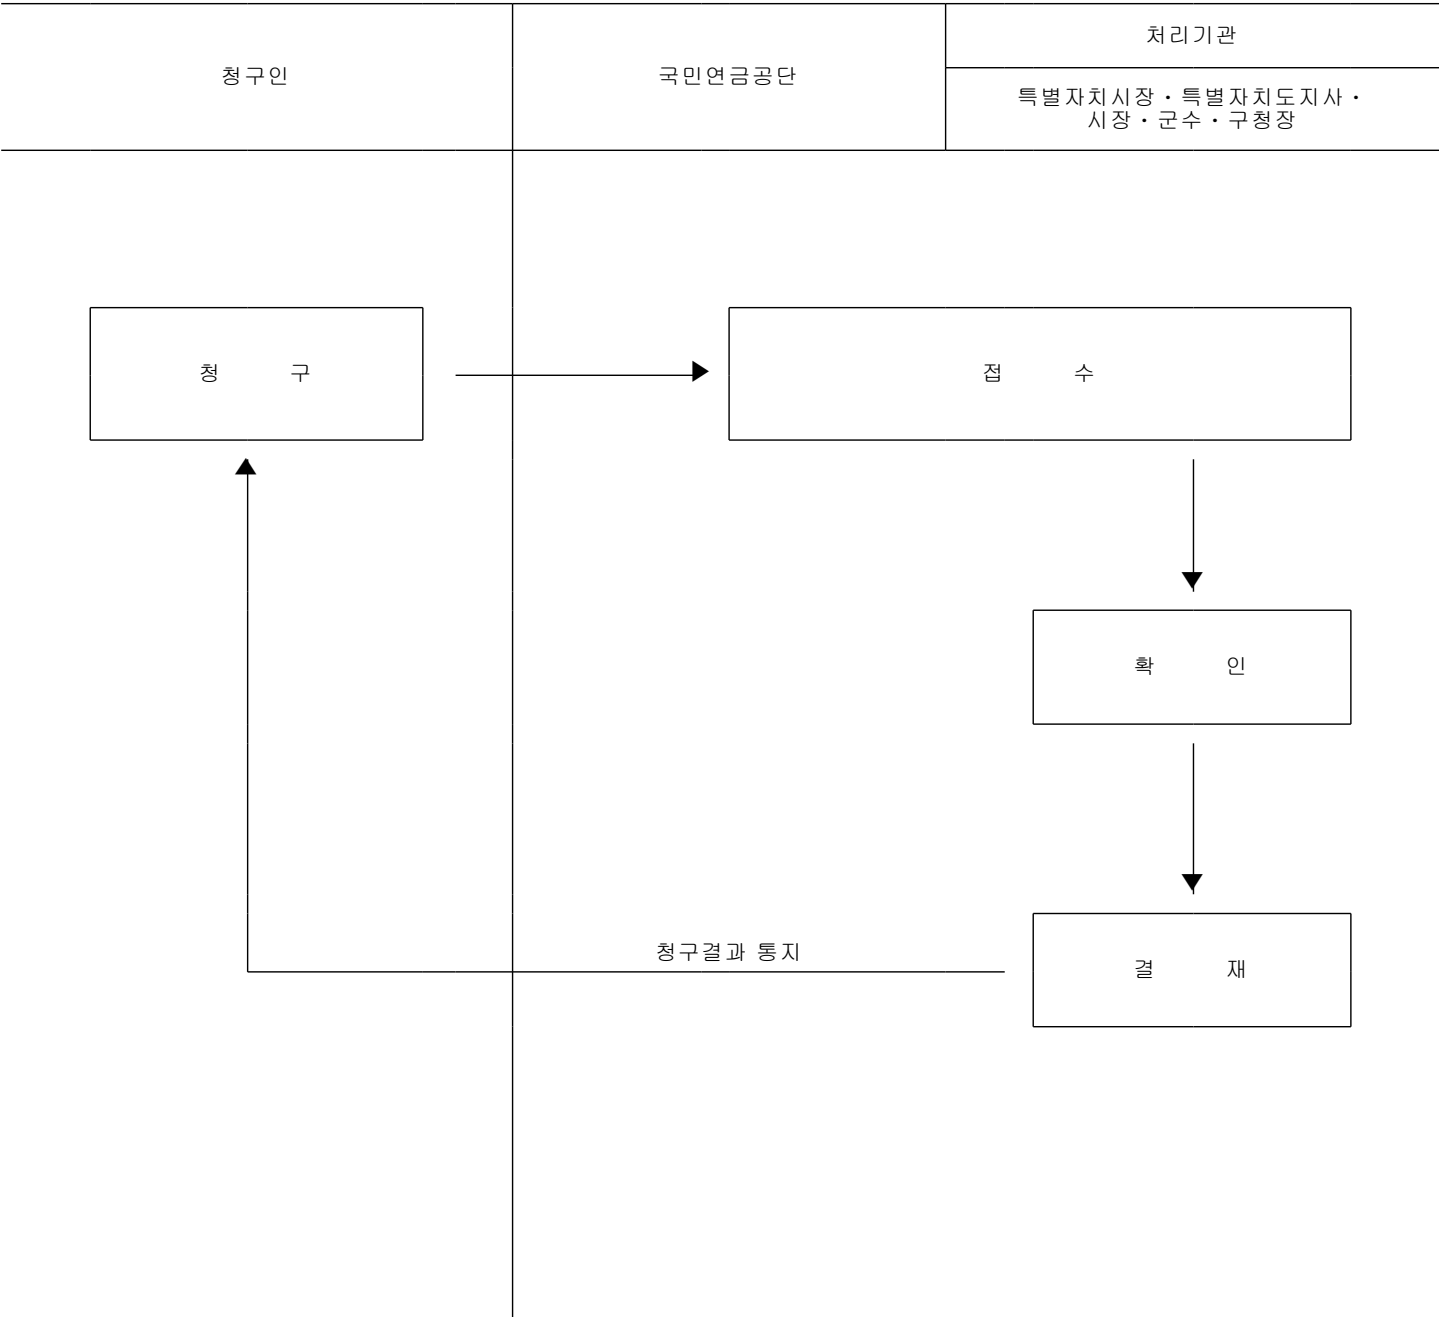 청구인
국민연금공단
처리기관
특별자치시장・특별자치도지사・
시장・군수・구청장
청 구
접 수
확 인
청구결과 통지
결 재